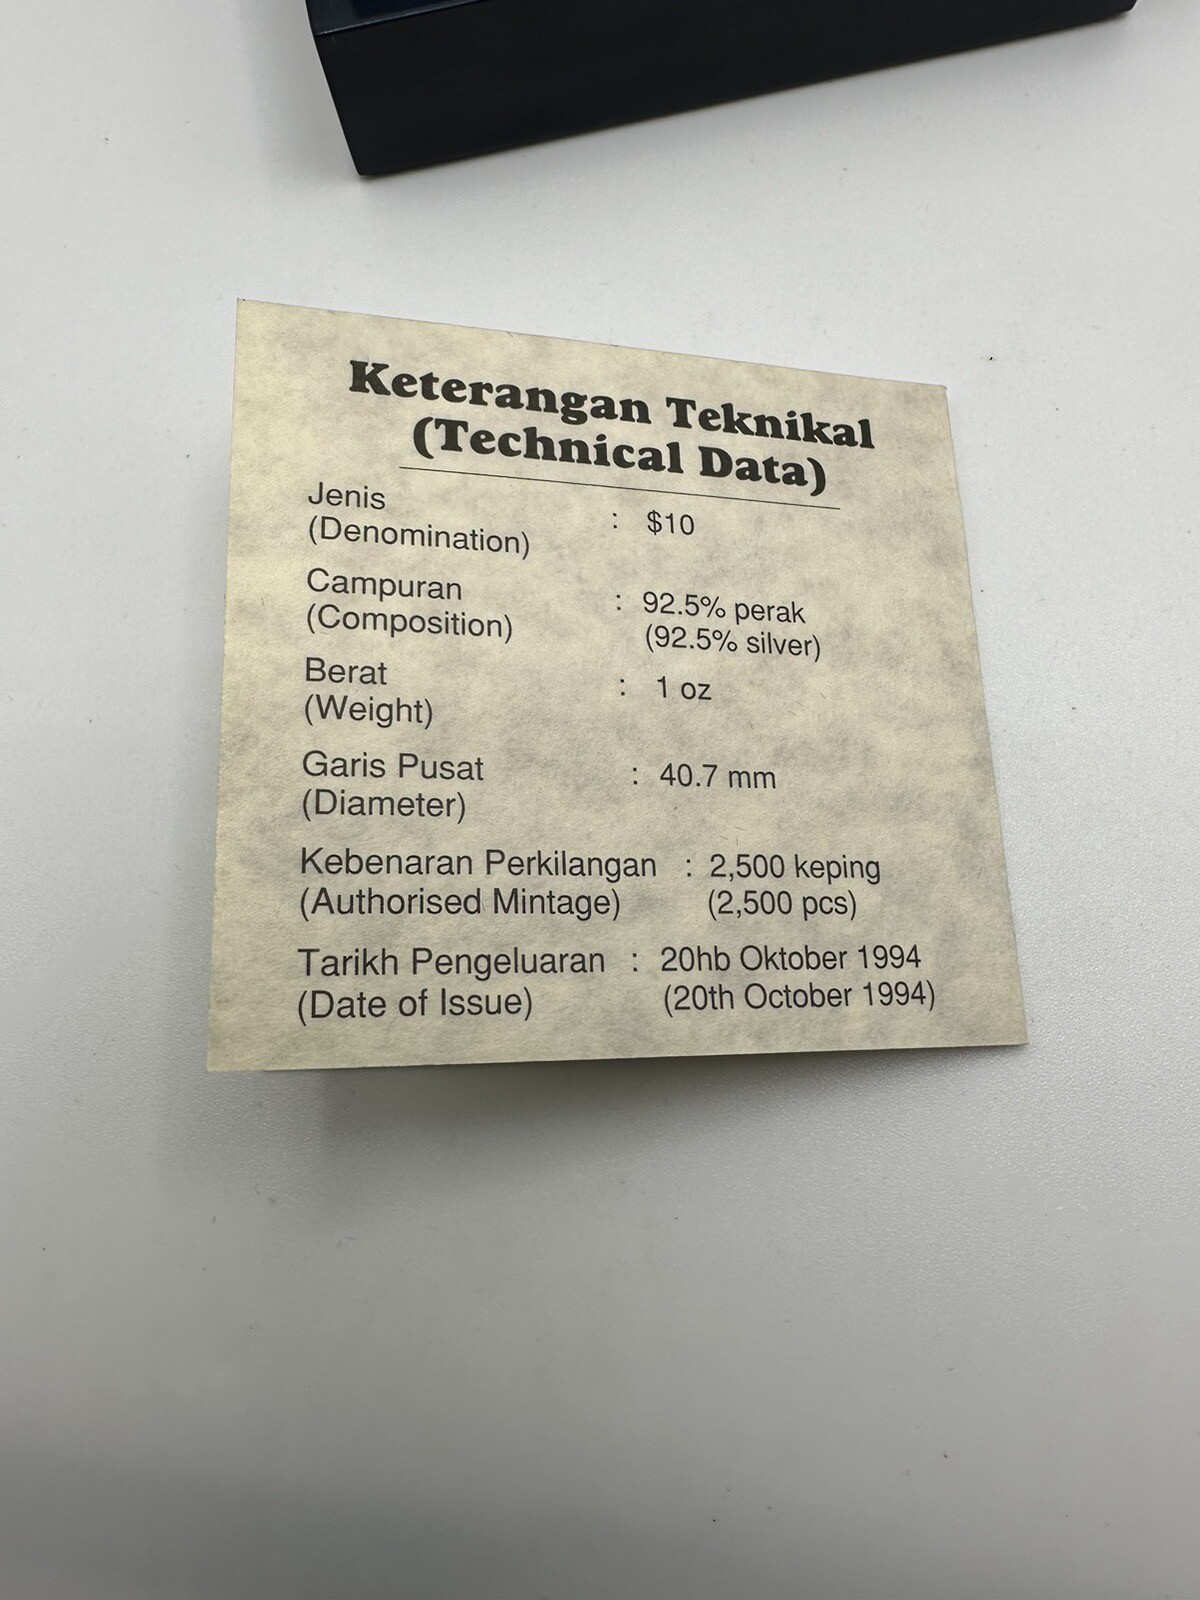 Keterangan Teknikal
(Technical Data)
Jenis : $10
(Denomination)
Campuran : 92.5% perak
(Composition) (92.5% silver)
Berat : 1 oz
(Weight)
Garis Pusat : 40.7 mm
(Diameter)
Kebenaran Perkilangan : 2,500 keping
(Authorised Mintage) (2,500 pcs)
Tarikh Pengeluaran : 20hb Oktober 1994
(Date of Issue) (20th October 1994)